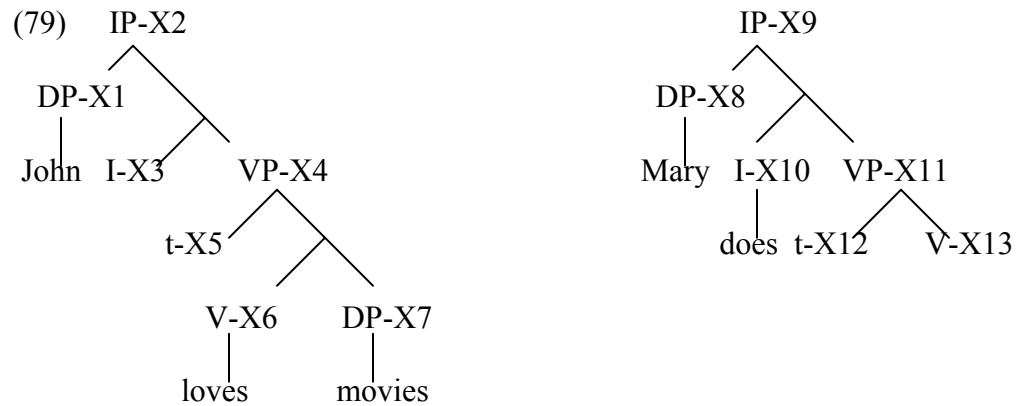 (79) IP-X2 IP-X9
DP-X1 DP-X8
John I-X3 VP-X4 Mary I-X10 VP-X11
t-X5 does t-X12 V-X13
V-X6 DP-X7
loves movies